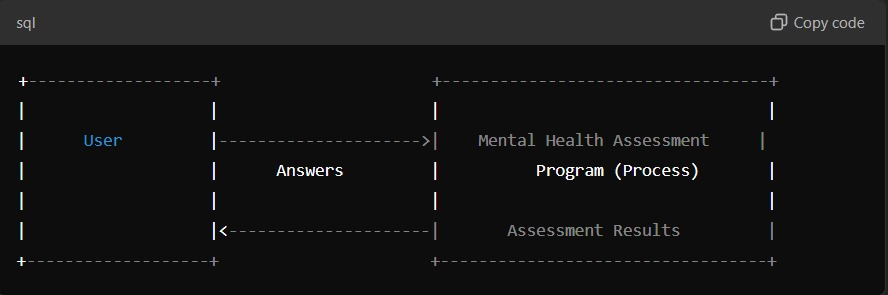 sql Copy code
+-------------------+ +----------------------------------+
| | | |
| User |--------------------->| Mental Health Assessment |
| | Answers | Program (Process) |
| | | |
| |<---------------------| Assessment Results |
+-------------------+ +----------------------------------+